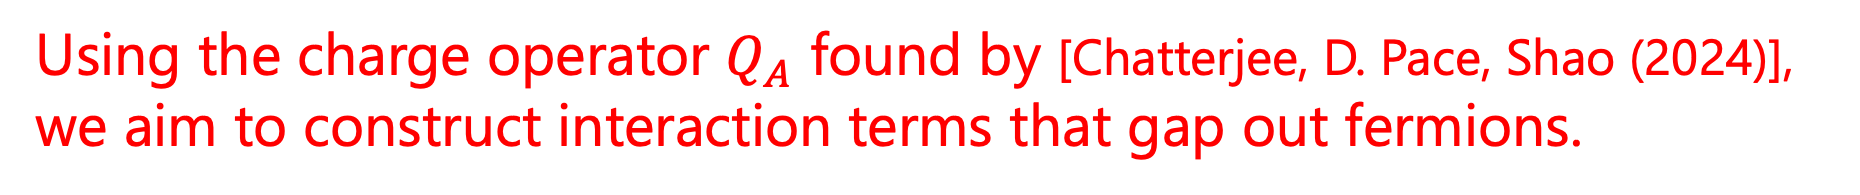 Using the charge operator $Q_A$ found by [Chatterjee, D. Pace, Shao (2024)],
we aim to construct interaction terms that gap out fermions.